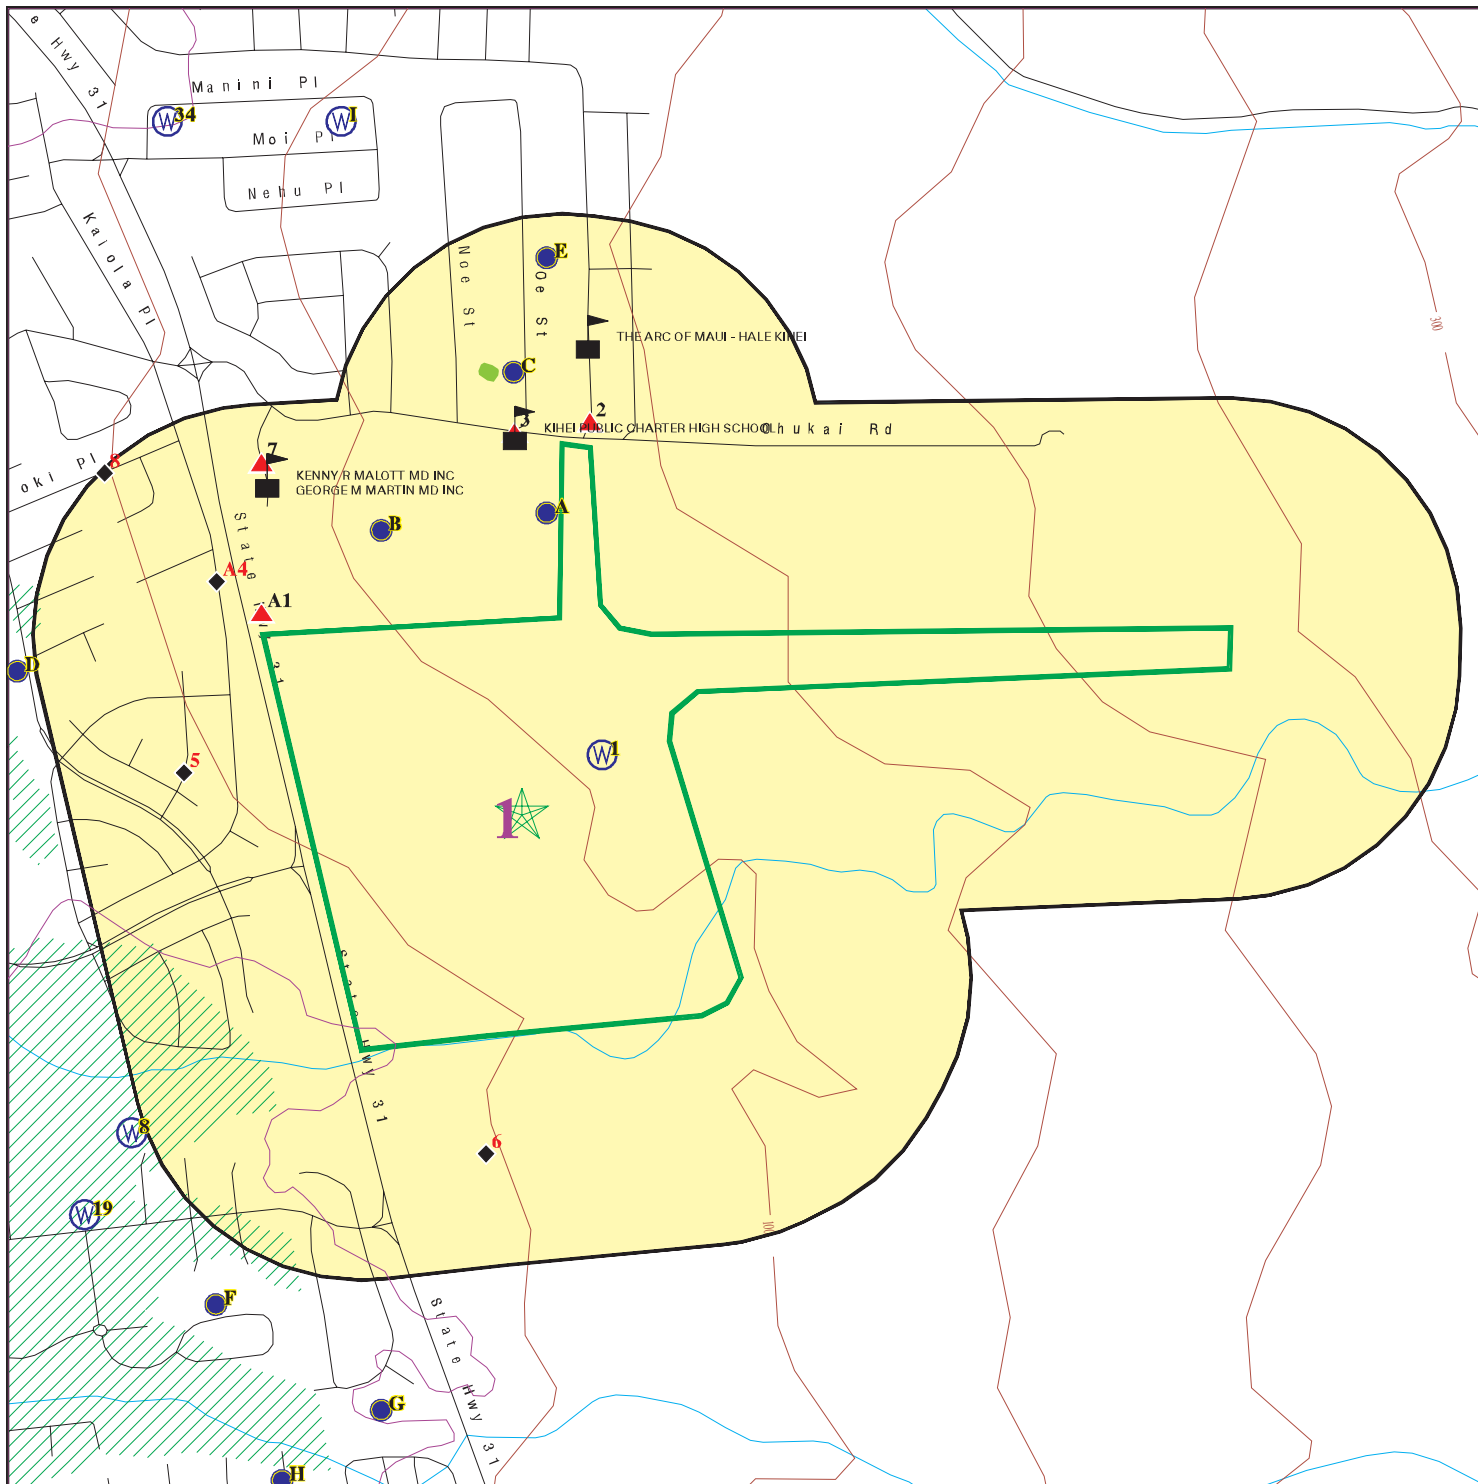 e Hwy 31
Manini Pl
34
I
Moi Pl
Nehu Pl
Kaiola Pl
Noe St
Oe St
E
THE ARC OF MAUI - HALE KIHEI
300
C
2
3
KIHEI PUBLIC CHARTER HIGH SCHOOL
Ohukai Rd
7
8
oki Pl
KENNY R MALOTT MD INC
GEORGE M MARTIN MD INC
A
B
State
A4
A1
31
D
1
5
1
State Hwy 31
8
6
19
100
F
State Hwy 31
G
H